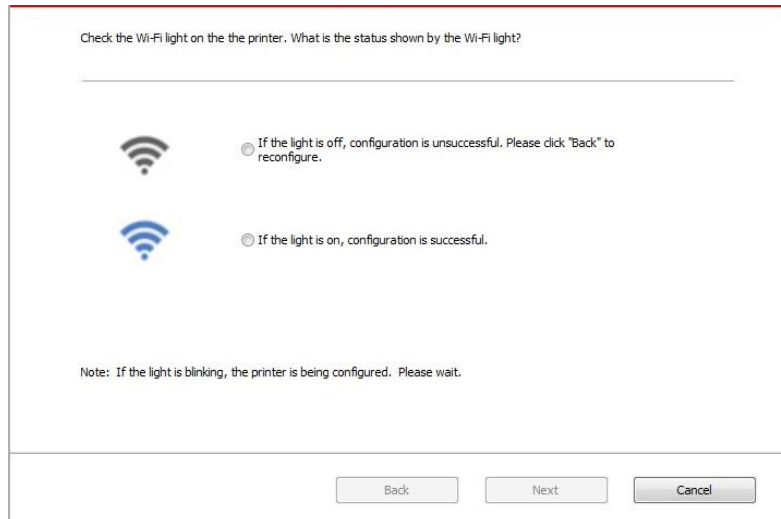 Check the Wi-Fi light on the the printer. What is the status shown by the Wi-Fi light?
If the light is off, configuration is unsuccessful. Please click "Back" to
reconfigure.
If the light is on, configuration is successful.
Note: If the light is blinking, the printer is being configured. Please wait.
Back
Next
Cancel